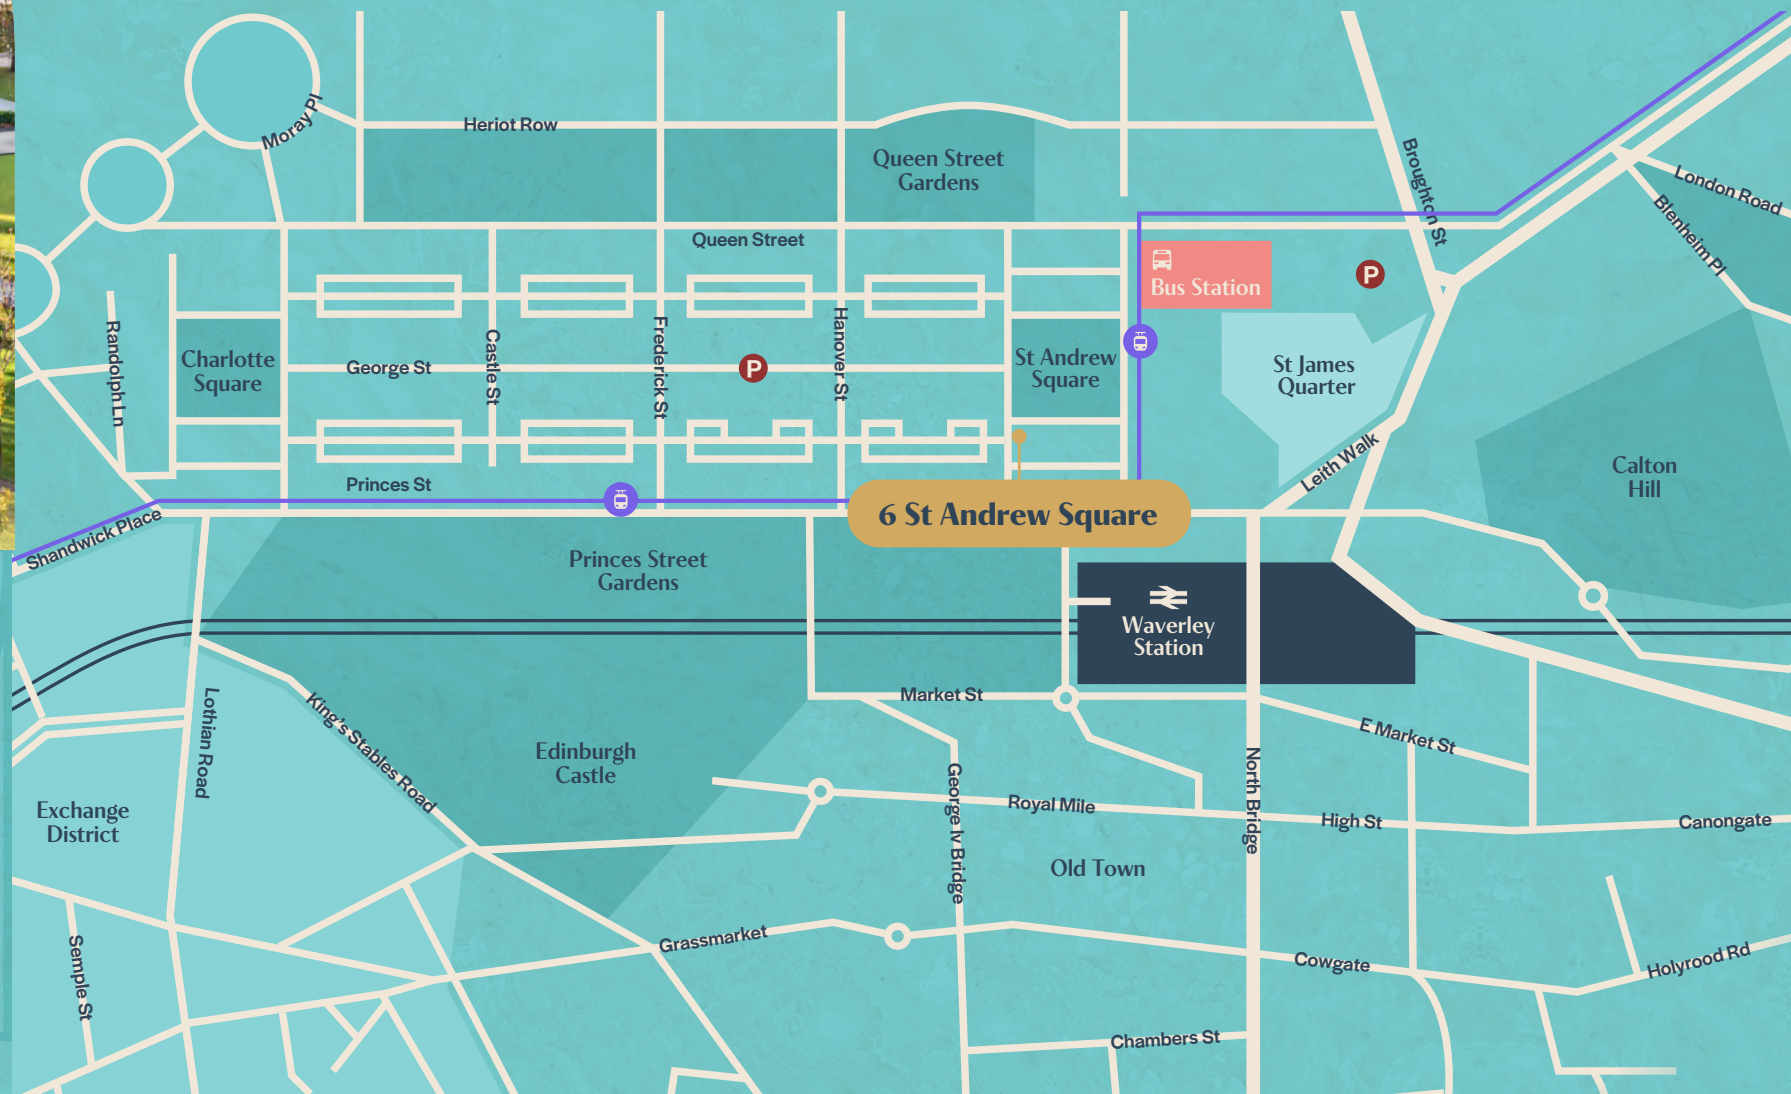 Moray Pl
Heriot Row
Queen Street
Gardens
Broughton St
London Road
Blenheim Pl
Queen Street
Bus Station
P
Randolph Ln
Charlotte
Square
George St
Castle St
Frederick St
P
Hanover St
St Andrew
Square
St James
Quarter
Leith Walk
Calton
Hill
Princes St
6 St Andrew Square
Shandwick Place
Princes Street
Gardens
Waverley
Station
Lothian Road
King's Stables Road
Market St
E Market St
Edinburgh
Castle
George Iv Bridge
Royal Mile
North Bridge
High St
Canongate
Exchange
District
Old Town
Semple St
Grassmarket
Cowgate
Holyrood Rd
Chambers St